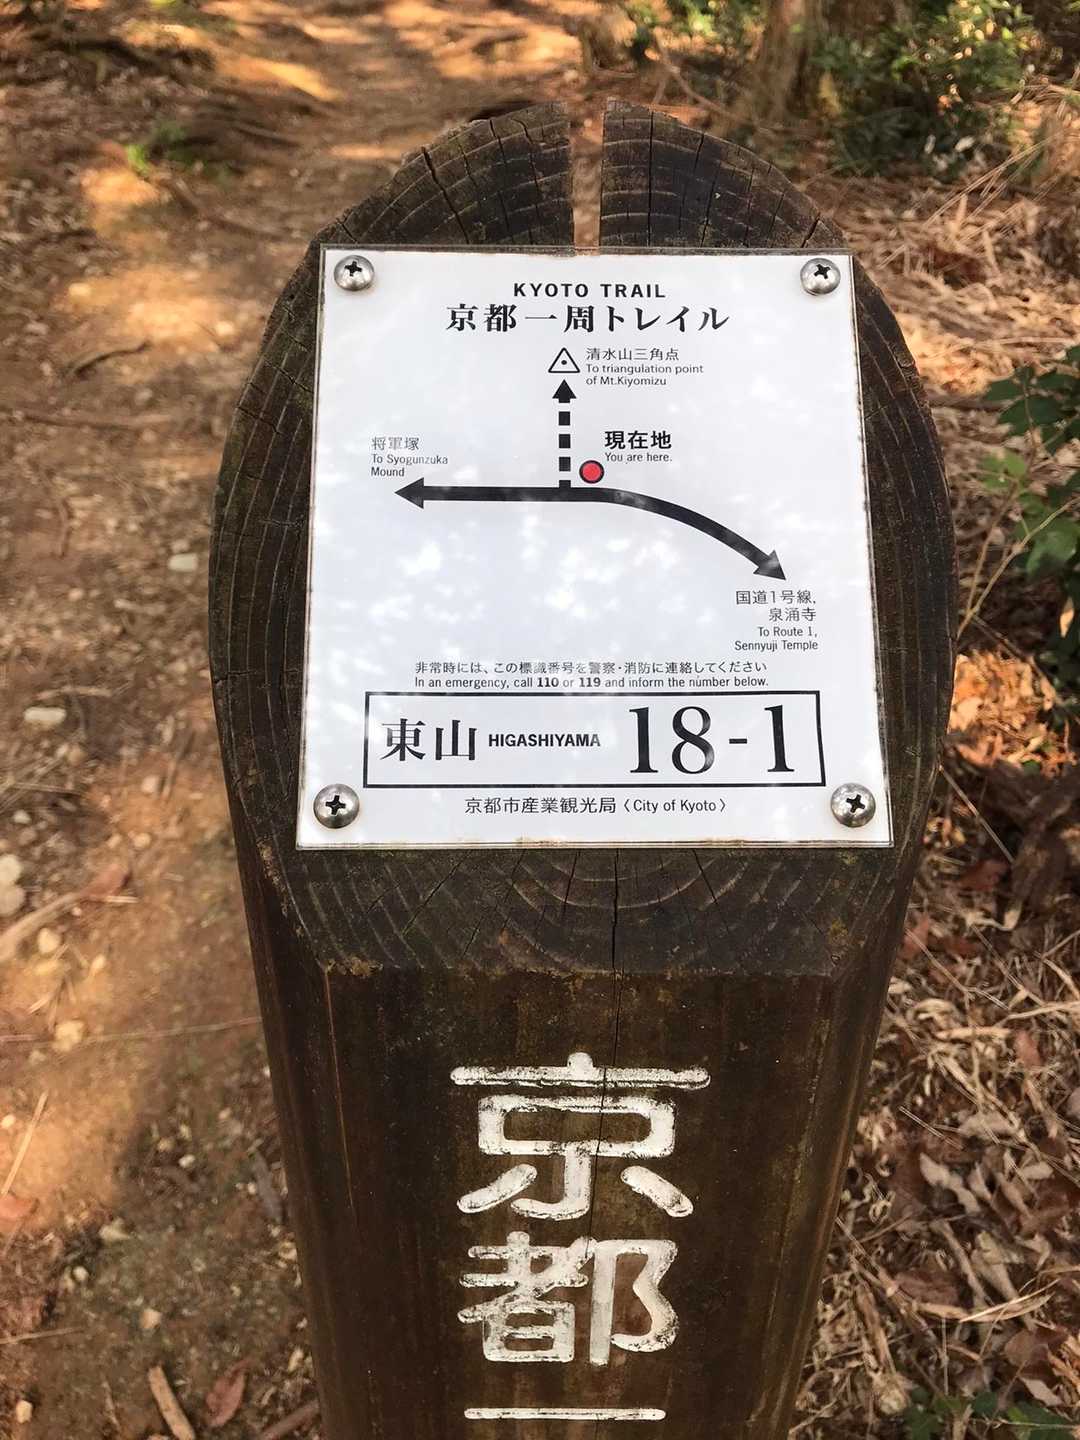 KYOTO TRAIL
京都一周トレイル
清水山三角点
To triangulation point
of Mt.Kiyomizu
将軍塚
To Syogunzuka
Mound
現在地
You are here.
国道1号線,
泉涌寺
To Route 1,
Sennyuji Temple
非常時には、この標識番号を警察・消防に連絡してください
In an emergency, call 110 or 119 and inform the number below.
東山 HIGASHIYAMA 18-1
京都市産業観光局〈City of Kyoto〉
京
都
一